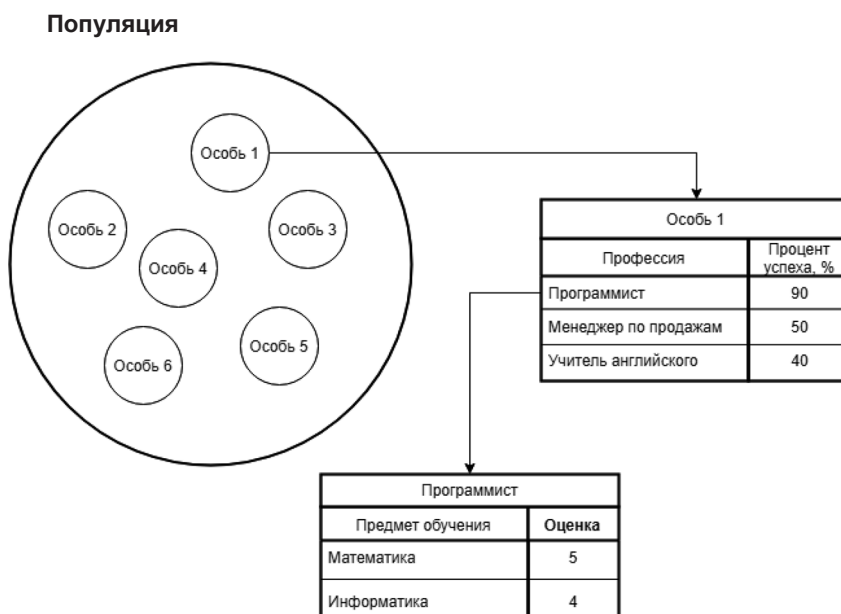 Популяция
Особь 1
Особь 2
Особь 3
Особь 4
Особь 5
Особь 6
Особь 1
Профессия
Процент
успеха, %
Программист
90
Менеджер по продажам
50
Учитель английского
40
Программист
Предмет обучения
Оценка
Математика
5
Информатика
4